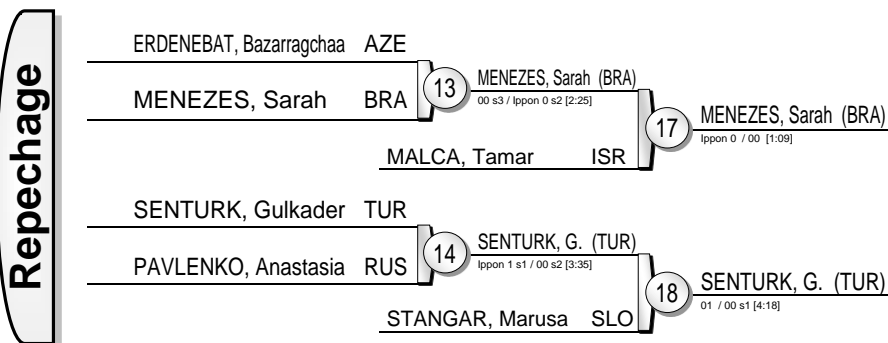 Repechage
ERDENEBAT, Bazarragchaa AZE
MENEZES, Sarah BRA
13
MENEZES, Sarah (BRA)
00 s3 / Ippon 0 s2 [2:25]
MALCA, Tamar ISR
17
MENEZES, Sarah (BRA)
Ippon 0 / 00 [1:09]
SENTURK, Gulkader TUR
PAVLENKO, Anastasia RUS
14
SENTURK, G. (TUR)
Ippon 1 s1 / 00 s2 [3:35]
STANGAR, Marusa SLO
18
SENTURK, G. (TUR)
01 / 00 s1 [4:18]